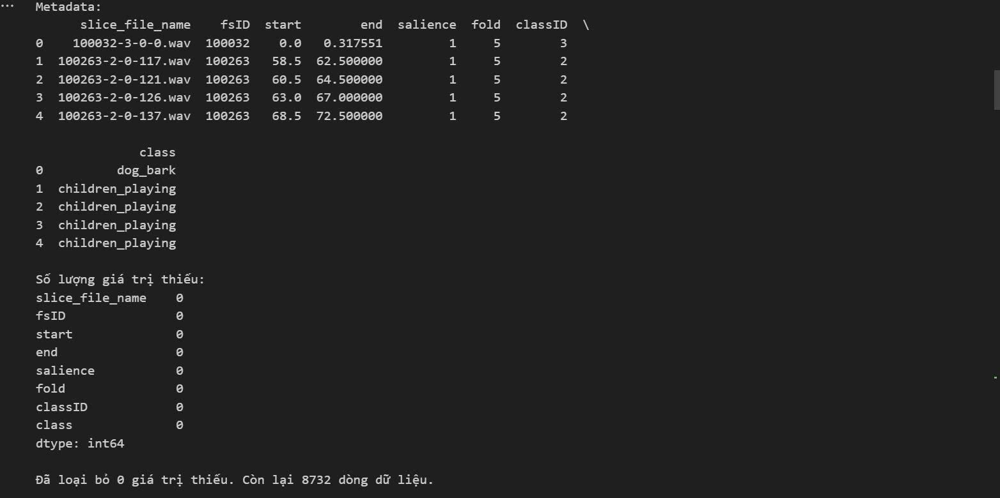 ...
Metadata:
slice_file_name fsID start end salience fold classID \
0 100032-3-0-0.wav 100032 0.0 0.317551 1 5 3
1 100263-2-0-117.wav 100263 58.5 62.500000 1 5 2
2 100263-2-0-121.wav 100263 60.5 64.500000 1 5 2
3 100263-2-0-126.wav 100263 63.0 67.000000 1 5 2
4 100263-2-0-137.wav 100263 68.5 72.500000 1 5 2
class
0 dog_bark
1 children_playing
2 children_playing
3 children_playing
4 children_playing
Số lượng giá trị thiếu:
slice_file_name 0
fsID 0
start 0
end 0
salience 0
fold 0
classID 0
class 0
dtype: int64
Đã loại bỏ 0 giá trị thiếu. Còn lại 8732 dòng dữ liệu.